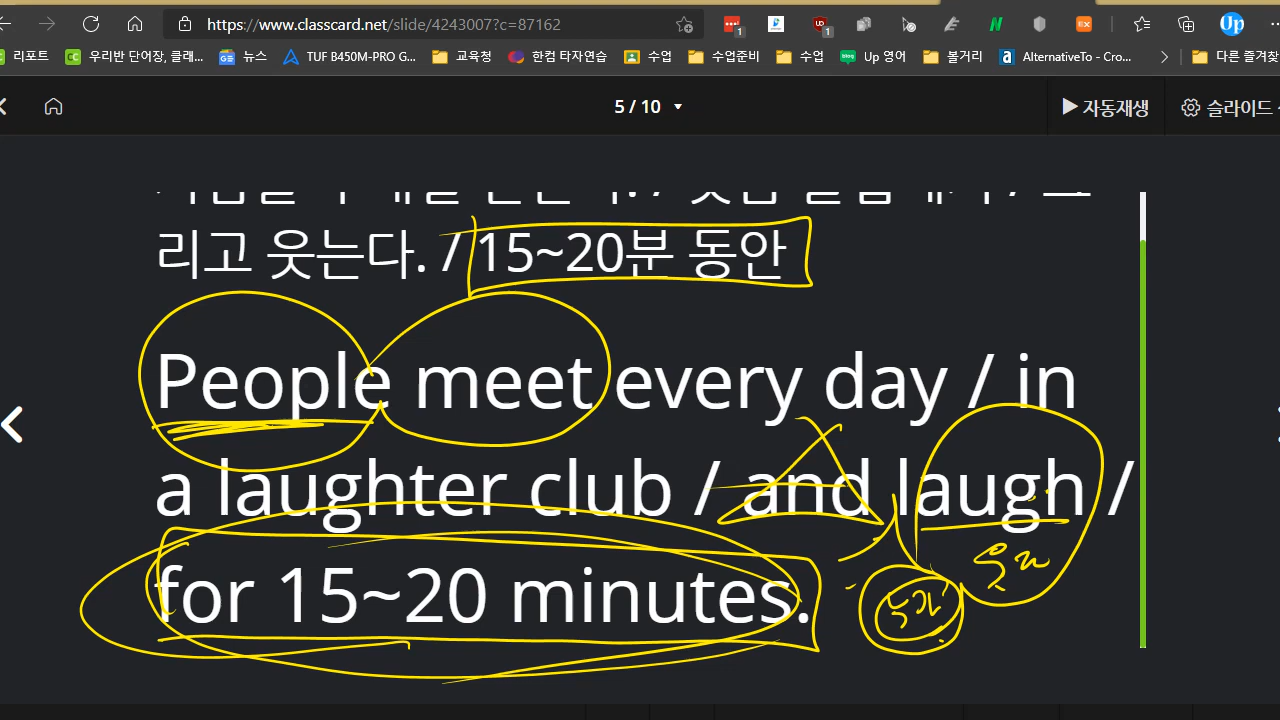 https://www.classcard.net/slide/4243007?c=87162
리포트 우리반 단어장, 클래... 뉴스 TUF B450M-PRO G... 교육청 한컴 타자연습 수업 수업준비 수업 Up 영어 볼거리 AlternativeTo - Cro... 다른 즐겨찾
5 / 10 자동재생 슬라이드
리고 웃는다. / 15~20분 동안
People meet every day / in
a laughter club / and laugh /
for 15~20 minutes.